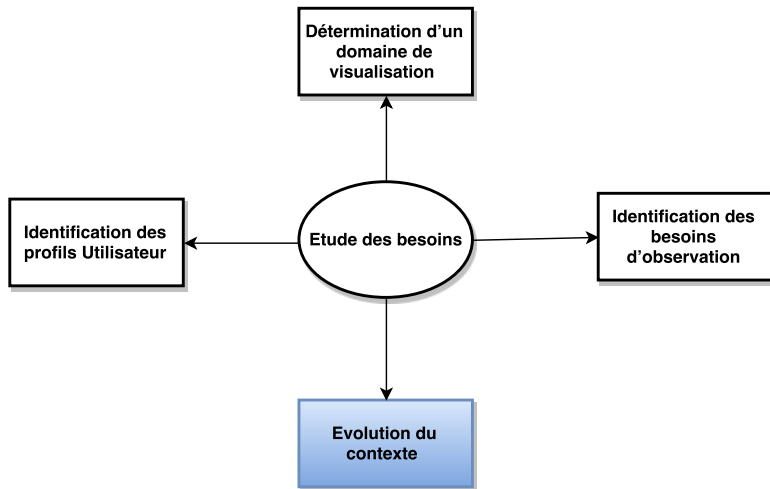 Détermination d'un
domaine de
visualisation
Identification des
profils Utilisateur
Etude des besoins
Identification des
besoins
d'observation
Evolution du
contexte